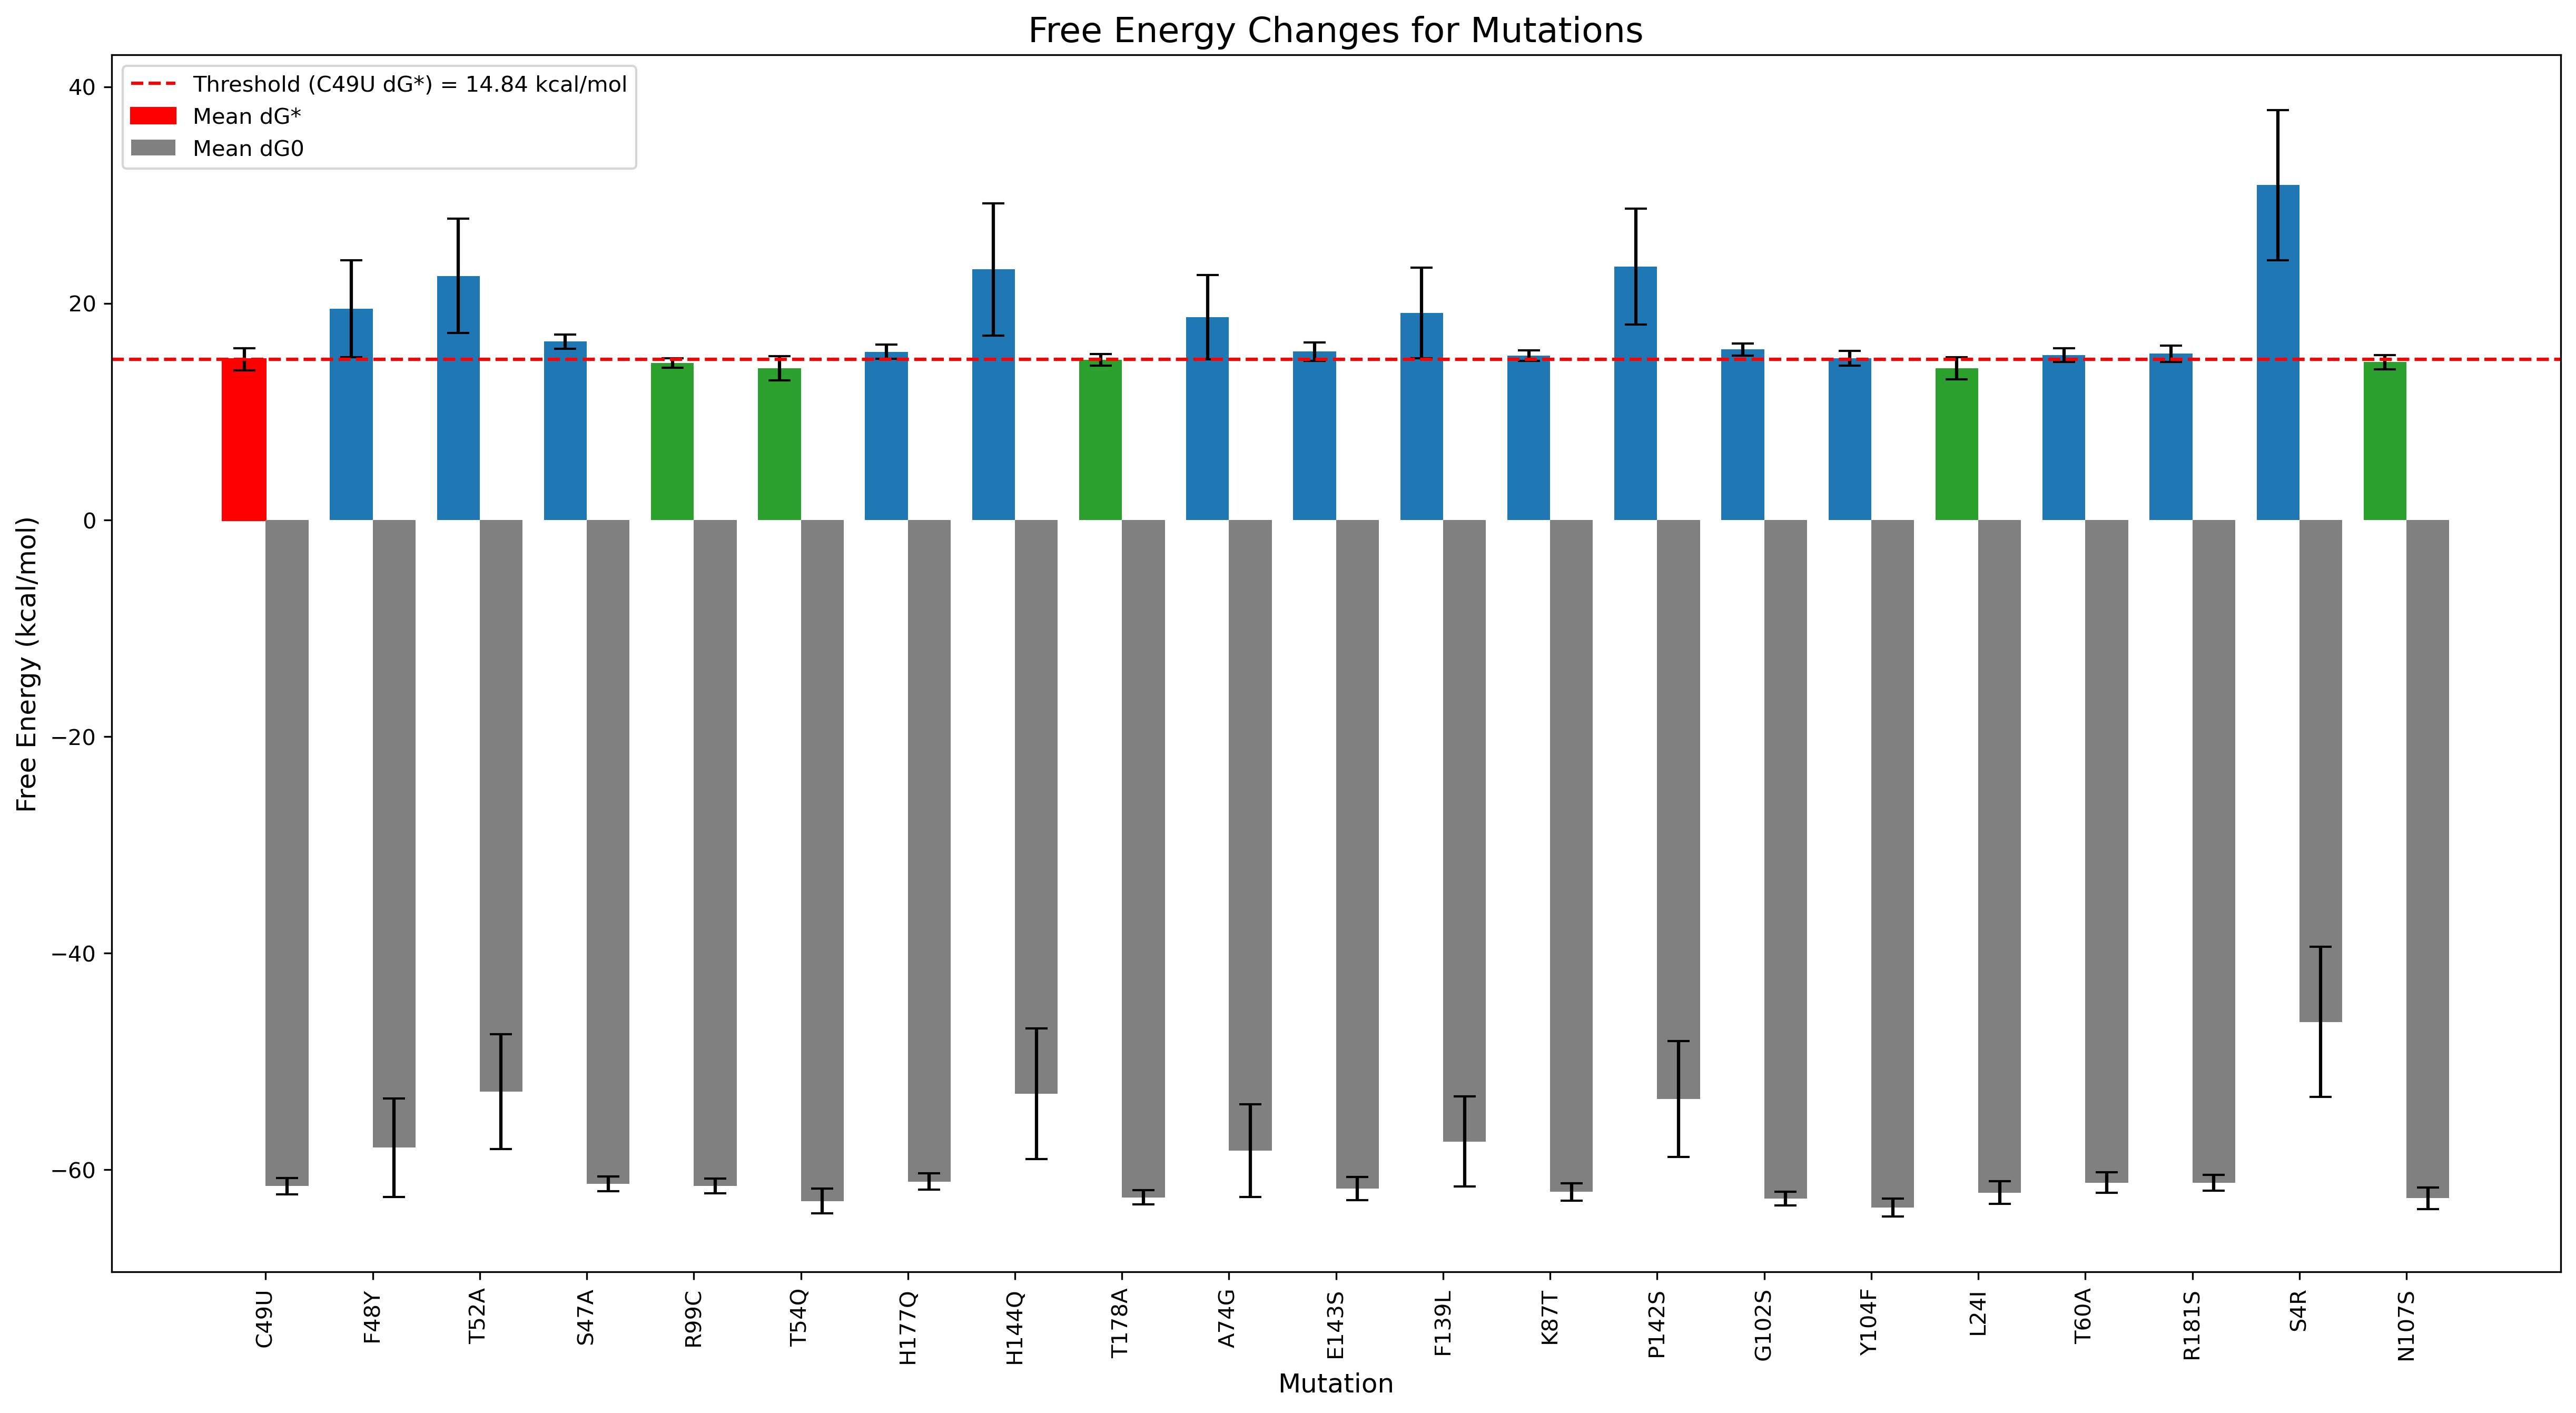 Free Energy Changes for Mutations
Threshold (C49U dG*) = 14.84 kcal/mol
Mean dG*
Mean dG0
Free Energy (kcal/mol)
40
20
0
−20
−40
−60
C49U
F48Y
T52A
S47A
R99C
T54Q
H177Q
H144Q
T178A
A74G
E143S
F139L
K87T
P142S
G102S
Y104F
L24I
T60A
R181S
S4R
N107S
Mutation